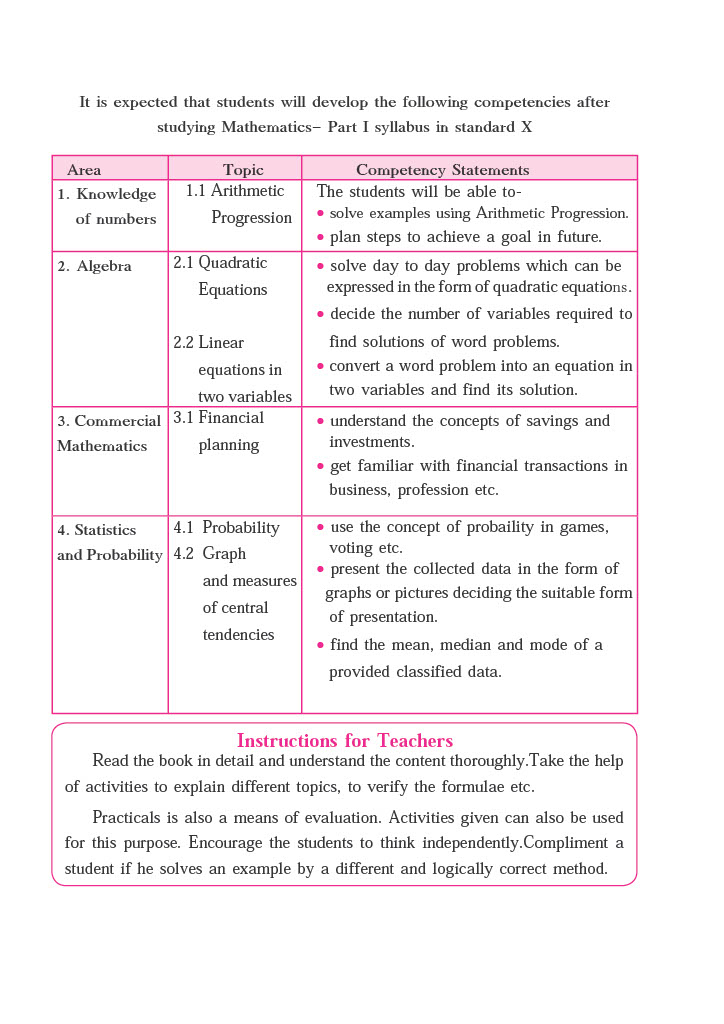 It is expected that students will develop the following competencies after
studying Mathematics– Part I syllabus in standard X
Area Topic Competency Statements
1. Knowledge
of numbers
1.1 Arithmetic
Progression
The students will be able to-
• solve examples using Arithmetic Progression.
• plan steps to achieve a goal in future.
2. Algebra
2.1 Quadratic
Equations
2.2 Linear
equations in
two variables
• solve day to day problems which can be
expressed in the form of quadratic equations.
• decide the number of variables required to
find solutions of word problems.
• convert a word problem into an equation in
two variables and find its solution.
3. Commercial
Mathematics
3.1 Financial
planning
• understand the concepts of savings and
investments.
• get familiar with financial transactions in
business, profession etc.
4. Statistics
and Probability
4.1 Probability
4.2 Graph
and measures
of central
tendencies
• use the concept of probaility in games,
voting etc.
• present the collected data in the form of
graphs or pictures deciding the suitable form
of presentation.
• find the mean, median and mode of a
provided classified data.
Instructions for Teachers
Read the book in detail and understand the content thoroughly.Take the help
of activities to explain different topics, to verify the formulae etc.
Practicals is also a means of evaluation. Activities given can also be used
for this purpose. Encourage the students to think independently.Compliment a
student if he solves an example by a different and logically correct method.